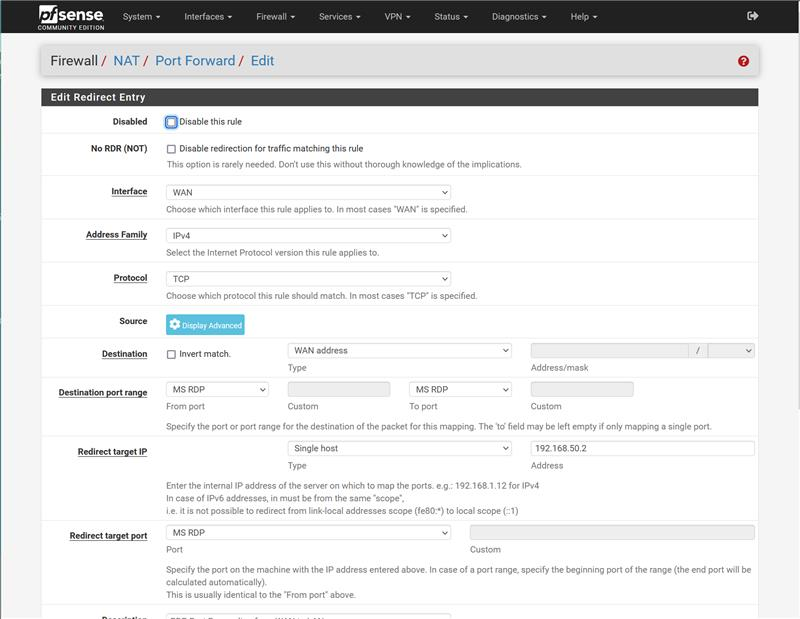 pfsense
COMMUNITY EDITION
System Interfaces Firewall Services VPN Status Diagnostics Help
Firewall / NAT / Port Forward / Edit
Edit Redirect Entry
Disabled Disable this rule
No RDR (NOT) Disable redirection for traffic matching this rule
This option is rarely needed. Don't use this without thorough knowledge of the implications.
Interface WAN
Choose which interface this rule applies to. In most cases "WAN" is specified.
Address Family IPv4
Select the Internet Protocol version this rule applies to.
Protocol TCP
Choose which protocol this rule should match. In most cases "TCP" is specified.
Source Display Advanced
Destination Invert match. WAN address /
Type Address/mask
Destination port range MS RDP MS RDP
From port Custom To port Custom
Specify the port or port range for the destination of the packet for this mapping. The 'to' field may be left empty if only mapping a single port.
Redirect target IP Single host 192.168.50.2
Type Address
Enter the internal IP address of the server on which to map the ports. e.g.: 192.168.1.12 for IPv4
In case of IPv6 addresses, in must be from the same "scope",
i.e. it is not possible to redirect from link-local addresses scope (fe80:*) to local scope (::1)
Redirect target port MS RDP
Port Custom
Specify the port on the machine with the IP address entered above. In case of a port range, specify the beginning port of the range (the end port will be
calculated automatically).
This is usually identical to the "From port" above.
Description